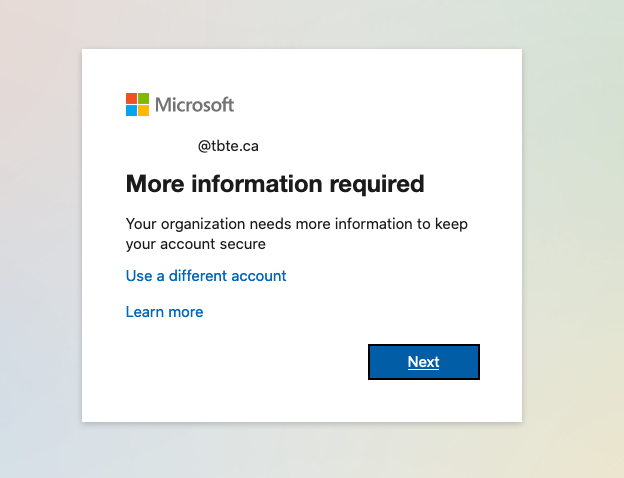 Microsoft
@tbte.ca
More information required
Your organization needs more information to keep
your account secure
Use a different account
Learn more
Next